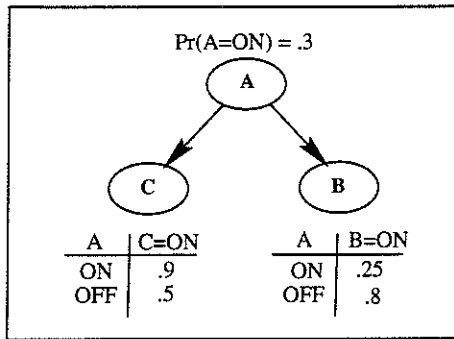 Pr(A=ON) = .3
A
C B
A C=ON A B=ON
ON .9 ON .25
OFF .5 OFF .8